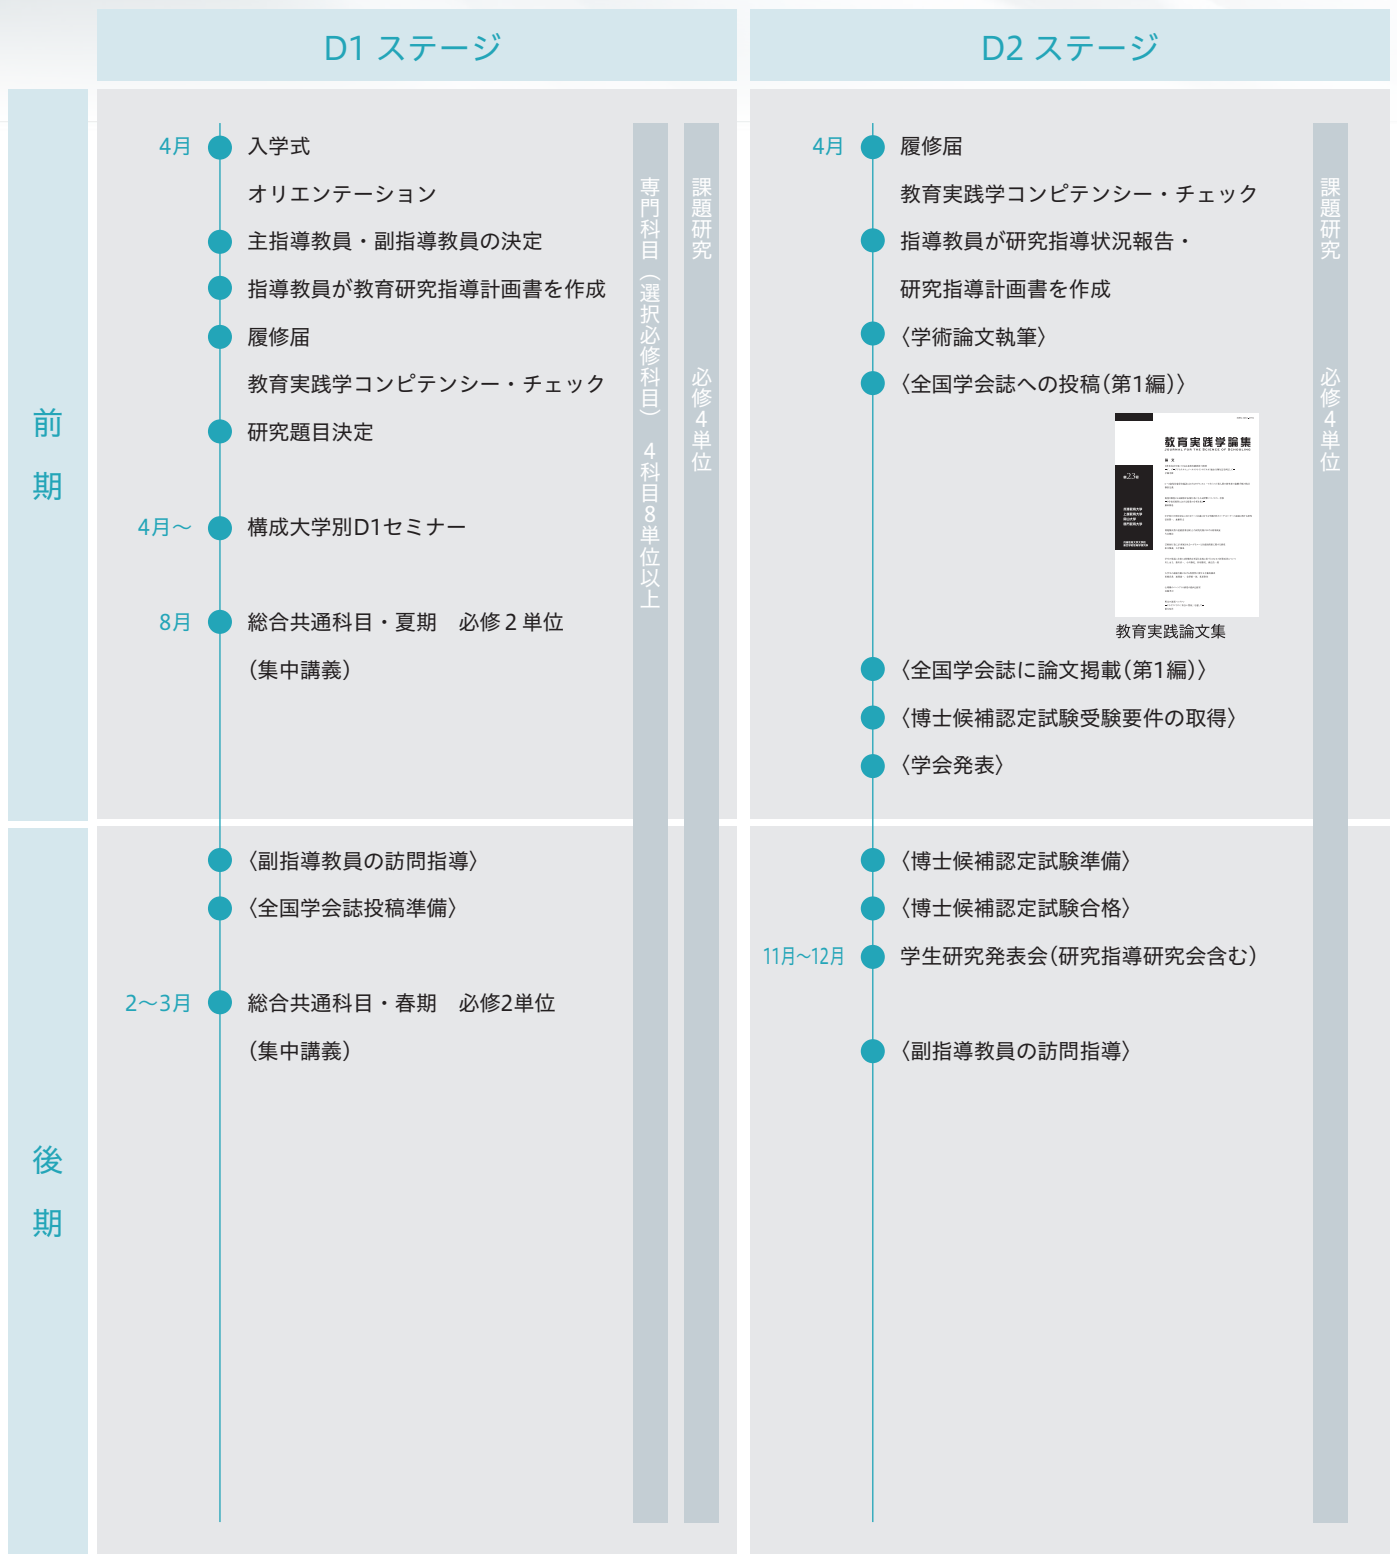 D1 ステージ
D2 ステージ
前期
4月
入学式
オリエンテーション
主指導教員・副指導教員の決定
指導教員が教育研究指導計画書を作成
履修届
教育実践学コンピテンシー・チェック
研究題目決定
4月～
構成大学別D1セミナー
8月
総合共通科目・夏期　必修２単位
（集中講義）
専門科目（選択必修科目）　4科目8単位以上
課題研究　必修4単位
4月
履修届
教育実践学コンピテンシー・チェック
指導教員が研究指導状況報告・
研究指導計画書を作成
〈学術論文執筆〉
〈全国学会誌への投稿（第1編）〉
教育実践学論集
教育実践論文集
〈全国学会誌に論文掲載（第1編）〉
〈博士候補認定試験受験要件の取得〉
〈学会発表〉
課題研究　必修4単位
後期
〈副指導教員の訪問指導〉
〈全国学会誌投稿準備〉
2～3月
総合共通科目・春期　必修2単位
（集中講義）
〈博士候補認定試験準備〉
〈博士候補認定試験合格〉
11月～12月
学生研究発表会（研究指導研究会含む）
〈副指導教員の訪問指導〉